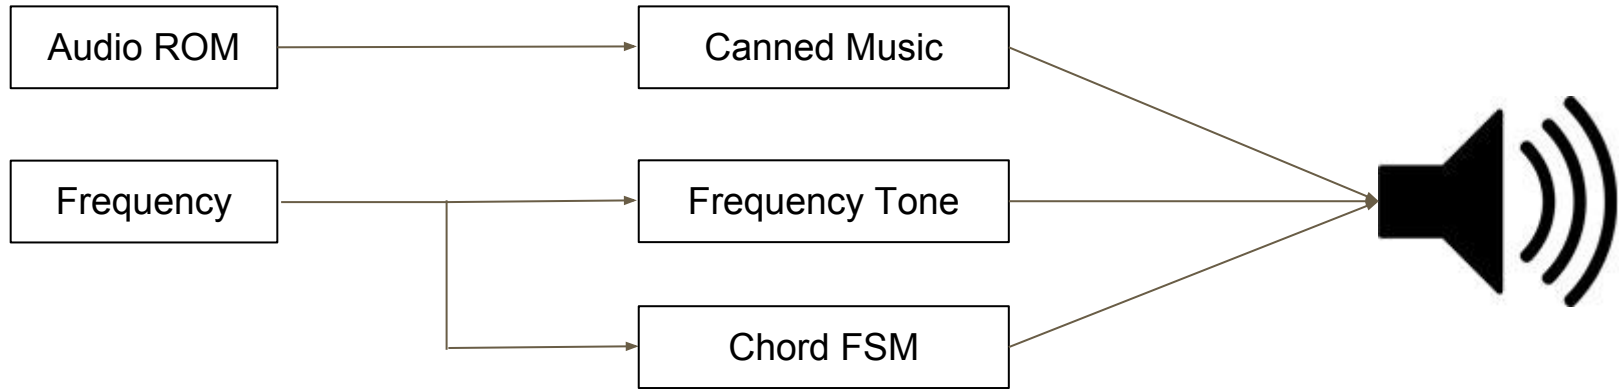 Audio ROM
Canned Music
Frequency
Frequency Tone
Chord FSM